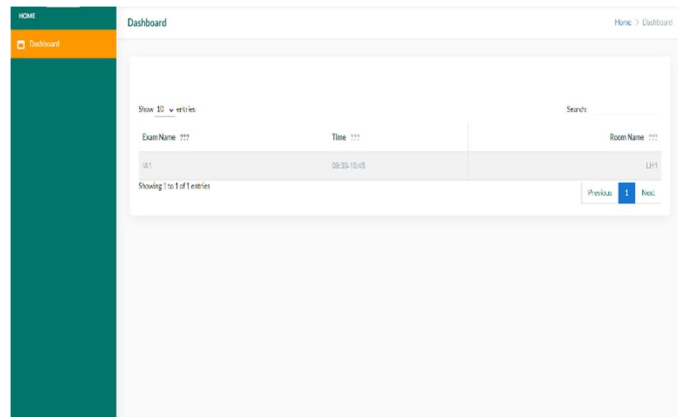 HOME
Dashboard
Dashboard
Home > Dashboard
Show 10 entries
Search:
Exam Name ??? Time ??? Room Name ???
IA1 09:30-10:45 LH1
Showing 1 to 1 of 1 entries
Previous 1 Next